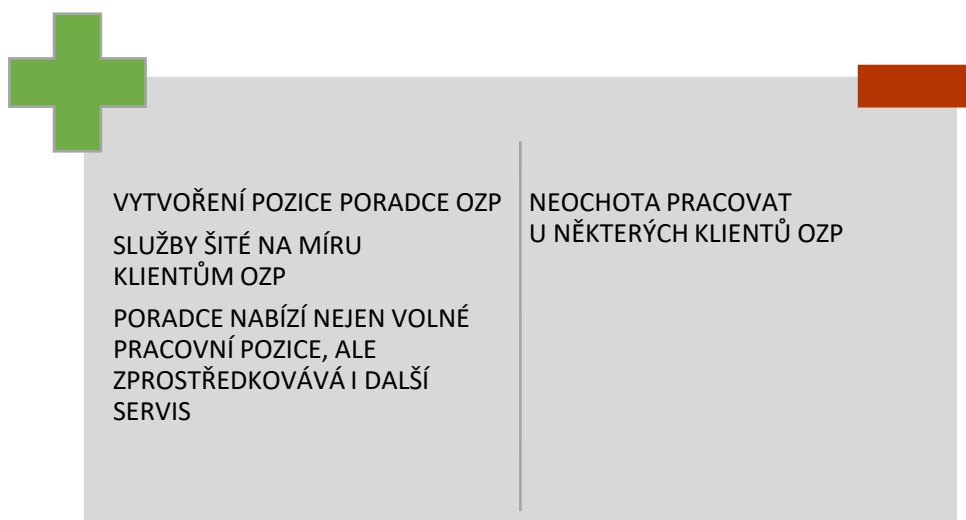 VYTVOŘENÍ POZICE PORADCE OZP
SLUŽBY ŠITÉ NA MÍRU
KLIENTŮM OZP
PORADCE NABÍZÍ NEJEN VOLNÉ
PRACOVNÍ POZICE, ALE
ZPROSTŘEDKOVÁVÁ I DALŠÍ
SERVIS
NEOCHOTA PRACOVAT
U NĚKTERÝCH KLIENTŮ OZP